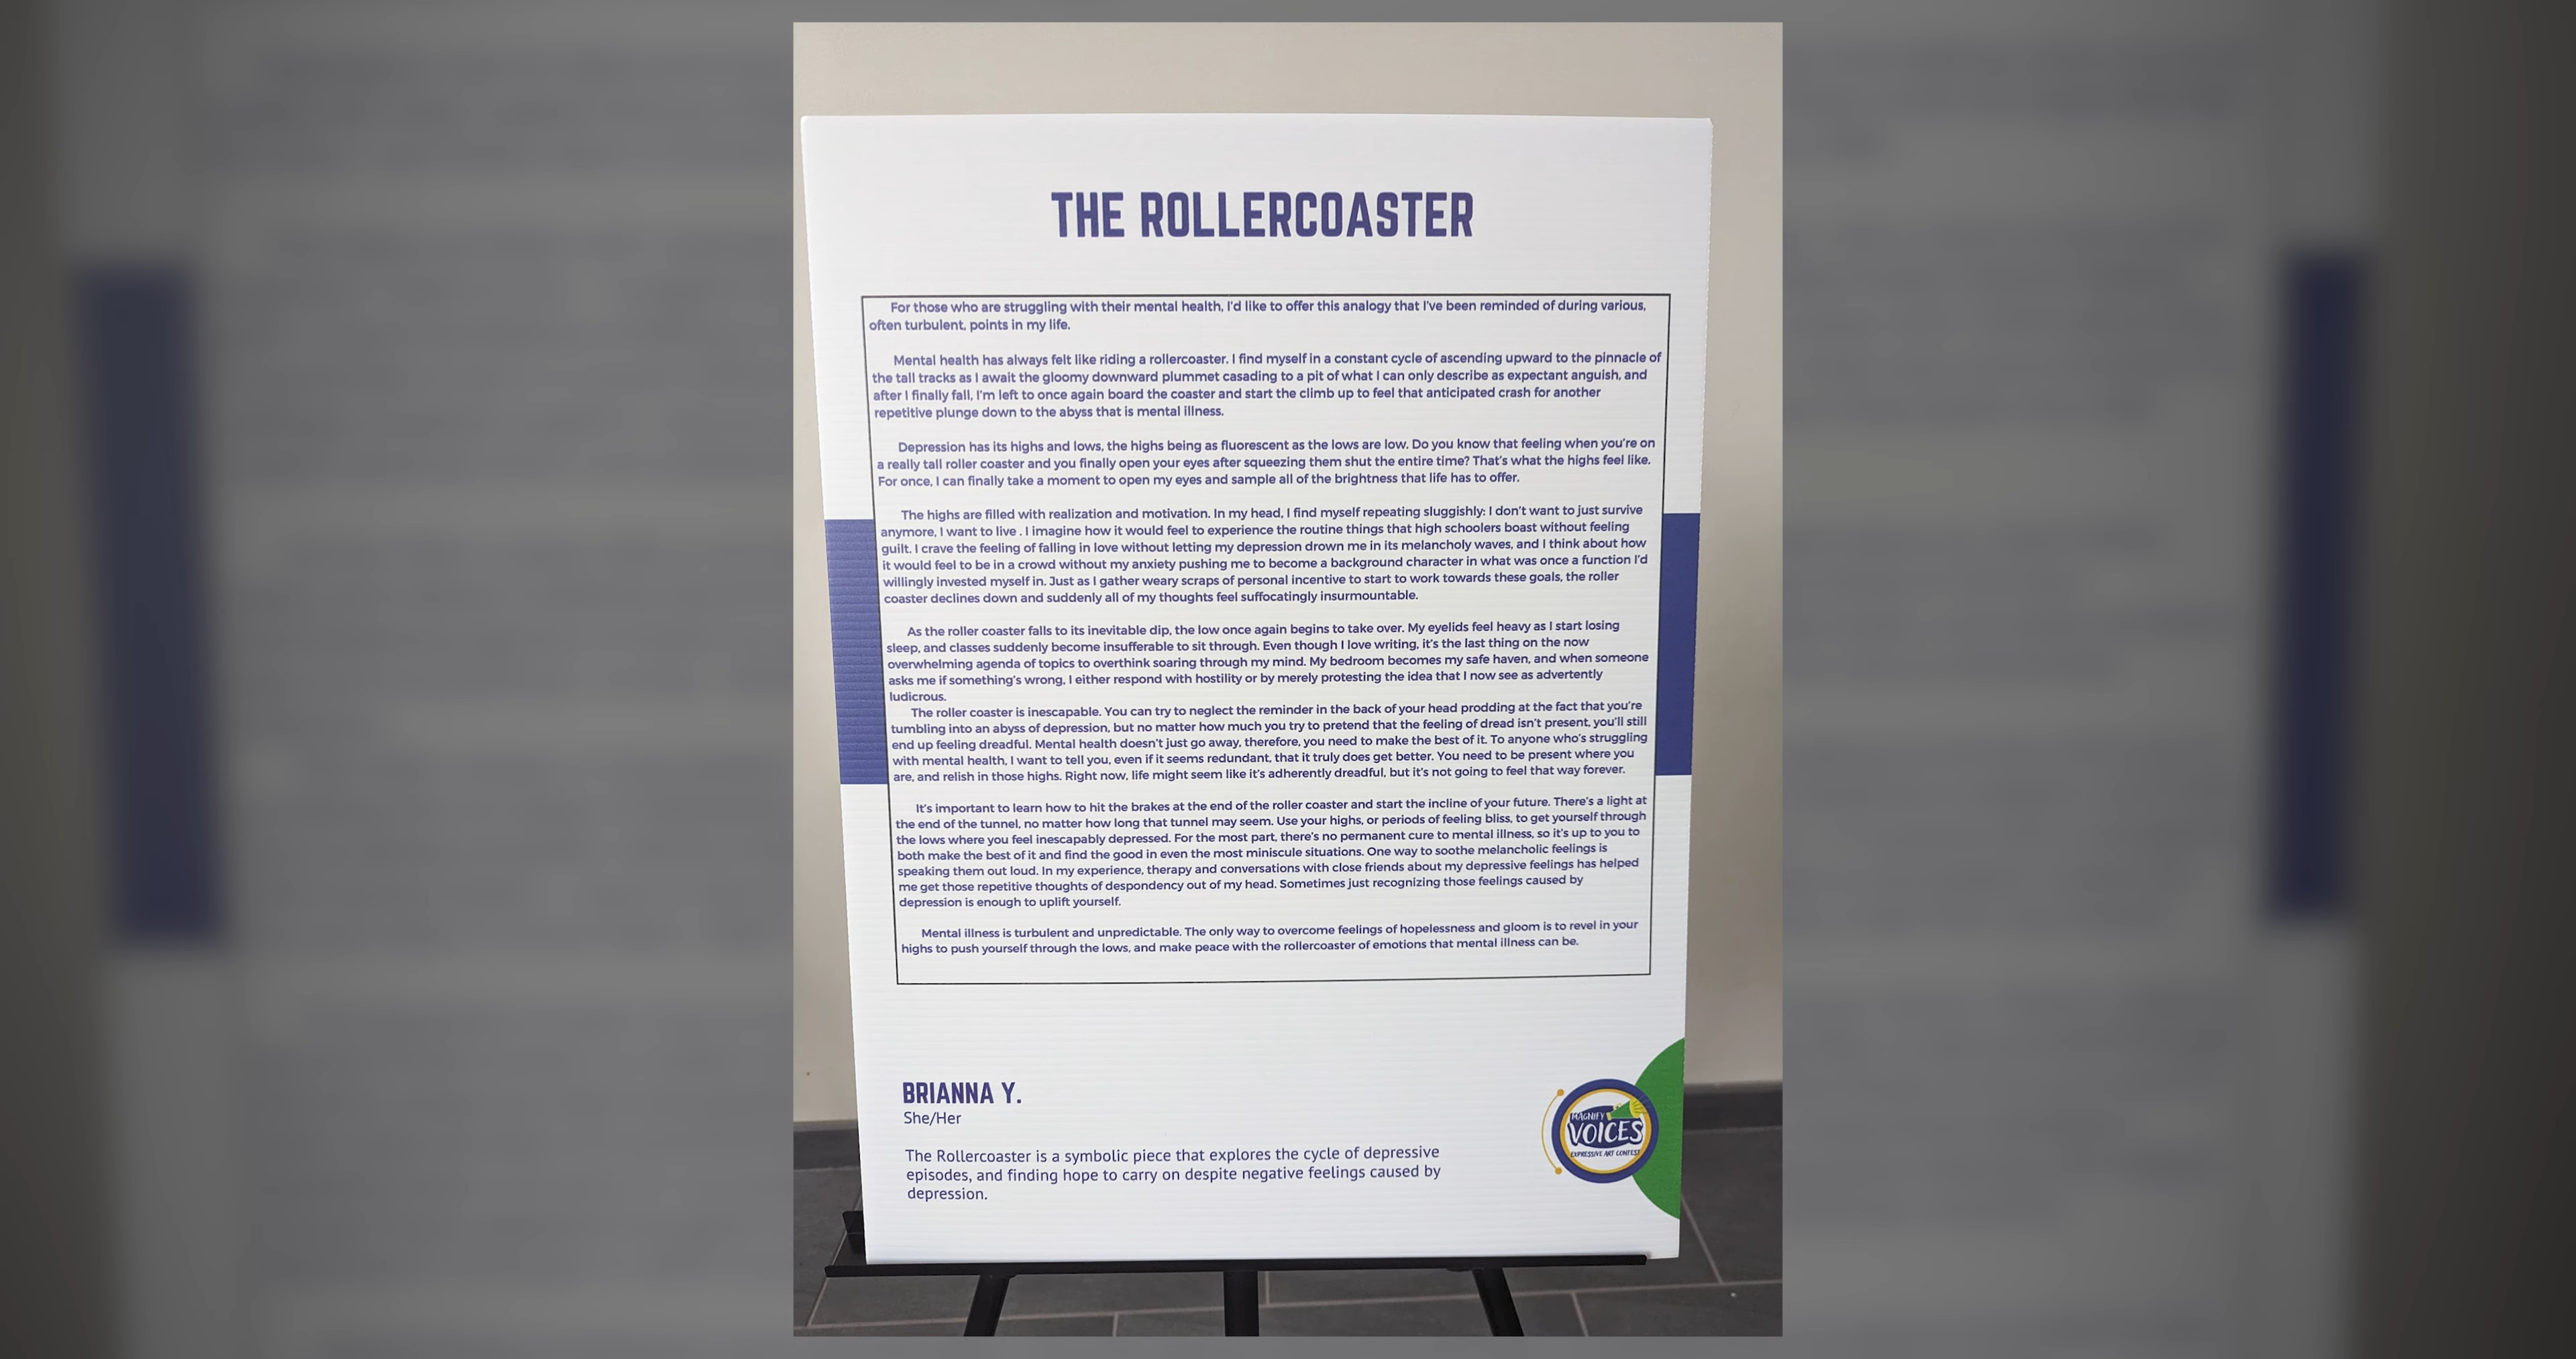 THE ROLLERCOASTER
For those who are struggling with their mental health, I'd like to offer this analogy that I've been reminded of during various,
often turbulent, points in my life.
Mental health has always felt like riding a rollercoaster. I find myself in a constant cycle of ascending upward to the pinnacle of
the tall tracks as I await the gloomy downward plummet casading to a pit of what I can only describe as expectant anguish, and
after I finally fall, I'm left to once again board the coaster and start the climb up to feel that anticipated crash for another
repetitive plunge down to the abyss that is mental illness.
Depression has its highs and lows, the highs being as fluorescent as the lows are low. Do you know that feeling when you're on
a really tall roller coaster and you finally open your eyes after squeezing them shut the entire time? That's what the highs feel like.
For once, I can finally take a moment to open my eyes and sample all of the brightness that life has to offer.
The highs are filled with realization and motivation. In my head, I find myself repeating sluggishly: I don't want to just survive
anymore, I want to live . I imagine how it would feel to experience the routine things that high schoolers boast without feeling
guilt. I crave the feeling of falling in love without letting my depression drown me in its melancholy waves, and I think about how
it would feel to be in a crowd without my anxiety pushing me to become a background character in what was once a function I'd
willingly invested myself in. Just as I gather weary scraps of personal incentive to start to work towards these goals, the roller
coaster declines down and suddenly all of my thoughts feel suffocatingly insurmountable.
As the roller coaster falls to its inevitable dip, the low once again begins to take over. My eyelids feel heavy as I start losing
sleep, and classes suddenly become insufferable to sit through. Even though I love writing, it's the last thing on the now
overwhelming agenda of topics to overthink soaring through my mind. My bedroom becomes my safe haven, and when someone
asks me if something's wrong, I either respond with hostility or by merely protesting the idea that I now see as advertently
ludicrous.
The roller coaster is inescapable. You can try to neglect the reminder in the back of your head prodding at the fact that you're
tumbling into an abyss of depression, but no matter how much you try to pretend that the feeling of dread isn't present, you'll still
end up feeling dreadful. Mental health doesn't just go away, therefore, you need to make the best of it. To anyone who's struggling
with mental health, I want to tell you, even if it seems redundant, that it truly does get better. You need to be present where you
are, and relish in those highs. Right now, life might seem like it's adherently dreadful, but it's not going to feel that way forever.
It's important to learn how to hit the brakes at the end of the roller coaster and start the incline of your future. There's a light at
the end of the tunnel, no matter how long that tunnel may seem. Use your highs, or periods of feeling bliss, to get yourself through
the lows where you feel inescapably depressed. For the most part, there's no permanent cure to mental illness, so it's up to you to
both make the best of it and find the good in even the most miniscule situations. One way to soothe melancholic feelings is
speaking them out loud. In my experience, therapy and conversations with close friends about my depressive feelings has helped
me get those repetitive thoughts of despondency out of my head. Sometimes just recognizing those feelings caused by
depression is enough to uplift yourself.
Mental illness is turbulent and unpredictable. The only way to overcome feelings of hopelessness and gloom is to revel in your
highs to push yourself through the lows, and make peace with the rollercoaster of emotions that mental illness can be.
BRIANNA Y.
She/Her
The Rollercoaster is a symbolic piece that explores the cycle of depressive
episodes, and finding hope to carry on despite negative feelings caused by
depression.
MAGNIFY
VOICES
EXPRESSIVE ART CONTEST